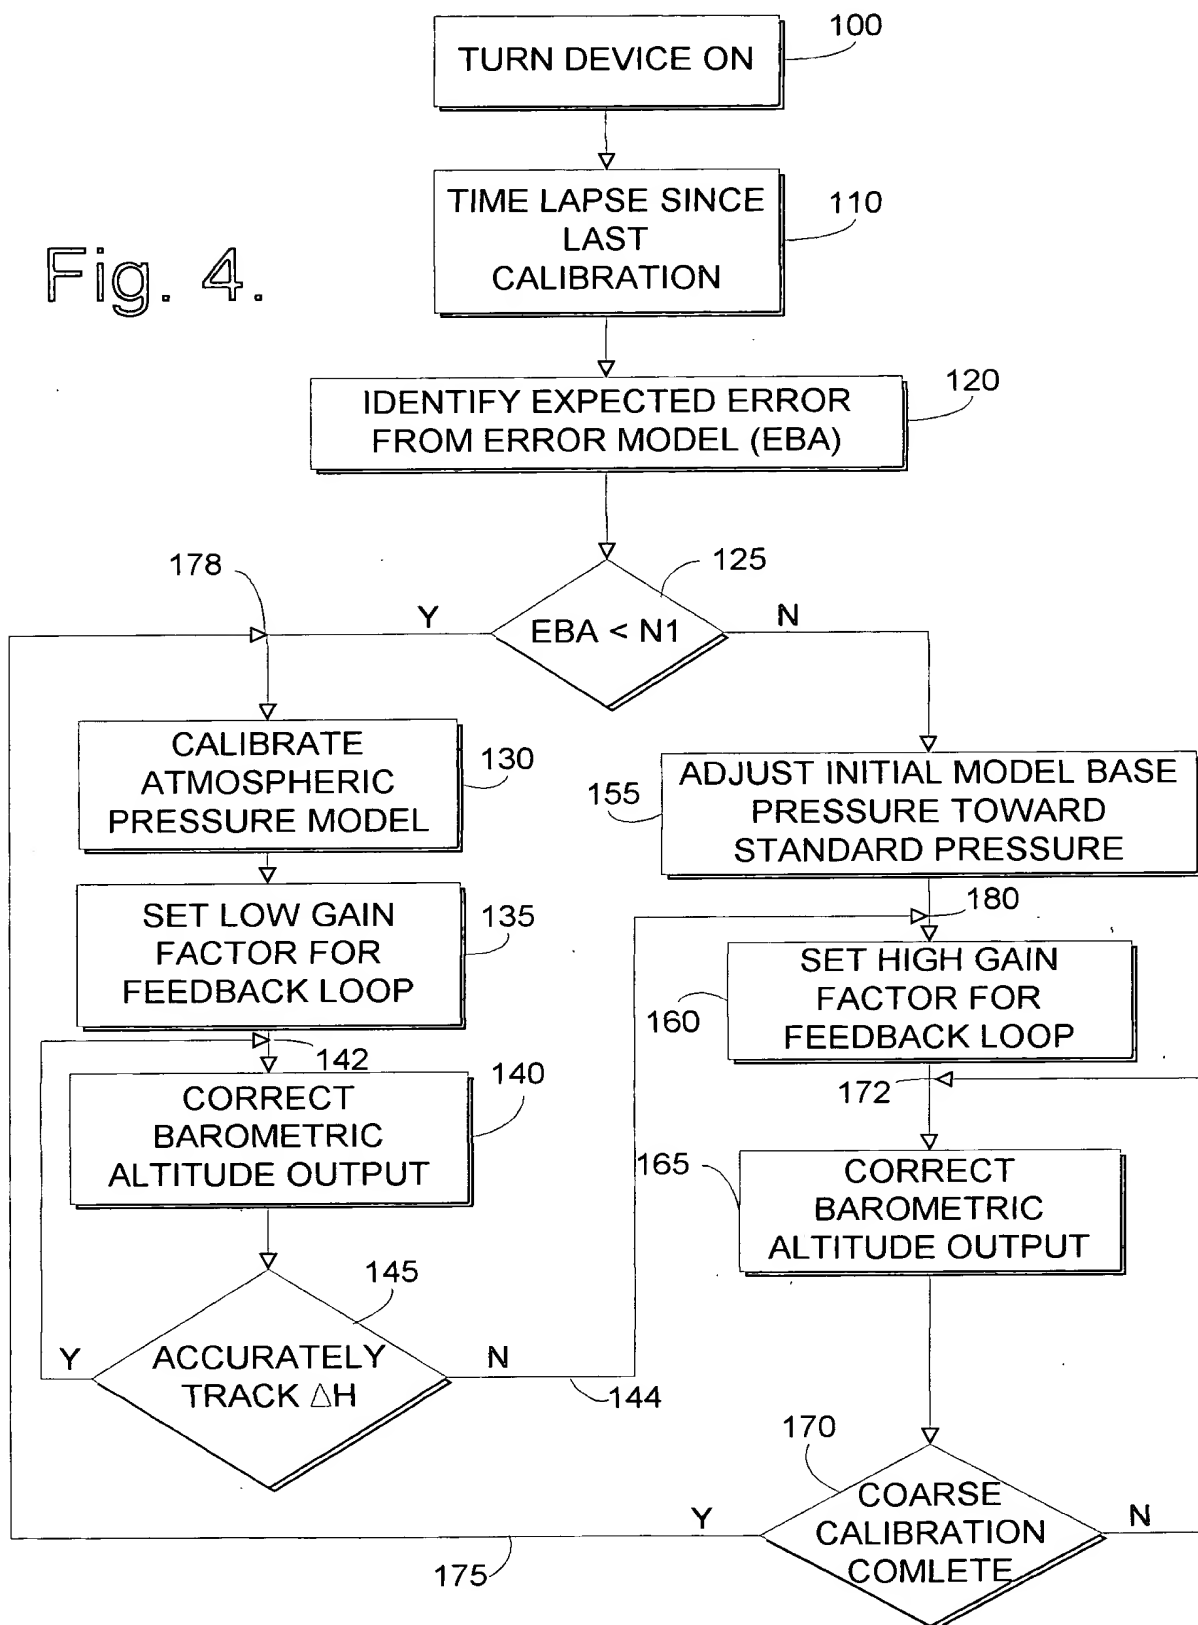 TURN DEVICE ON
100
TIME LAPSE SINCE
LAST
CALIBRATION
110
Fig. 4.
IDENTIFY EXPECTED ERROR
FROM ERROR MODEL (EBA)
120
125
178
Y
EBA < N1
N
CALIBRATE
ATMOSPHERIC
PRESSURE MODEL
130
155
ADJUST INITIAL MODEL BASE
PRESSURE TOWARD
STANDARD PRESSURE
SET LOW GAIN
FACTOR FOR
FEEDBACK LOOP
135
180
160
SET HIGH GAIN
FACTOR FOR
FEEDBACK LOOP
142
172
CORRECT
BAROMETRIC
ALTITUDE OUTPUT
140
165
CORRECT
BAROMETRIC
ALTITUDE OUTPUT
145
Y
ACCURATELY
TRACK ΔH
N
144
170
Y
COARSE
CALIBRATION
COMLETE
N
175